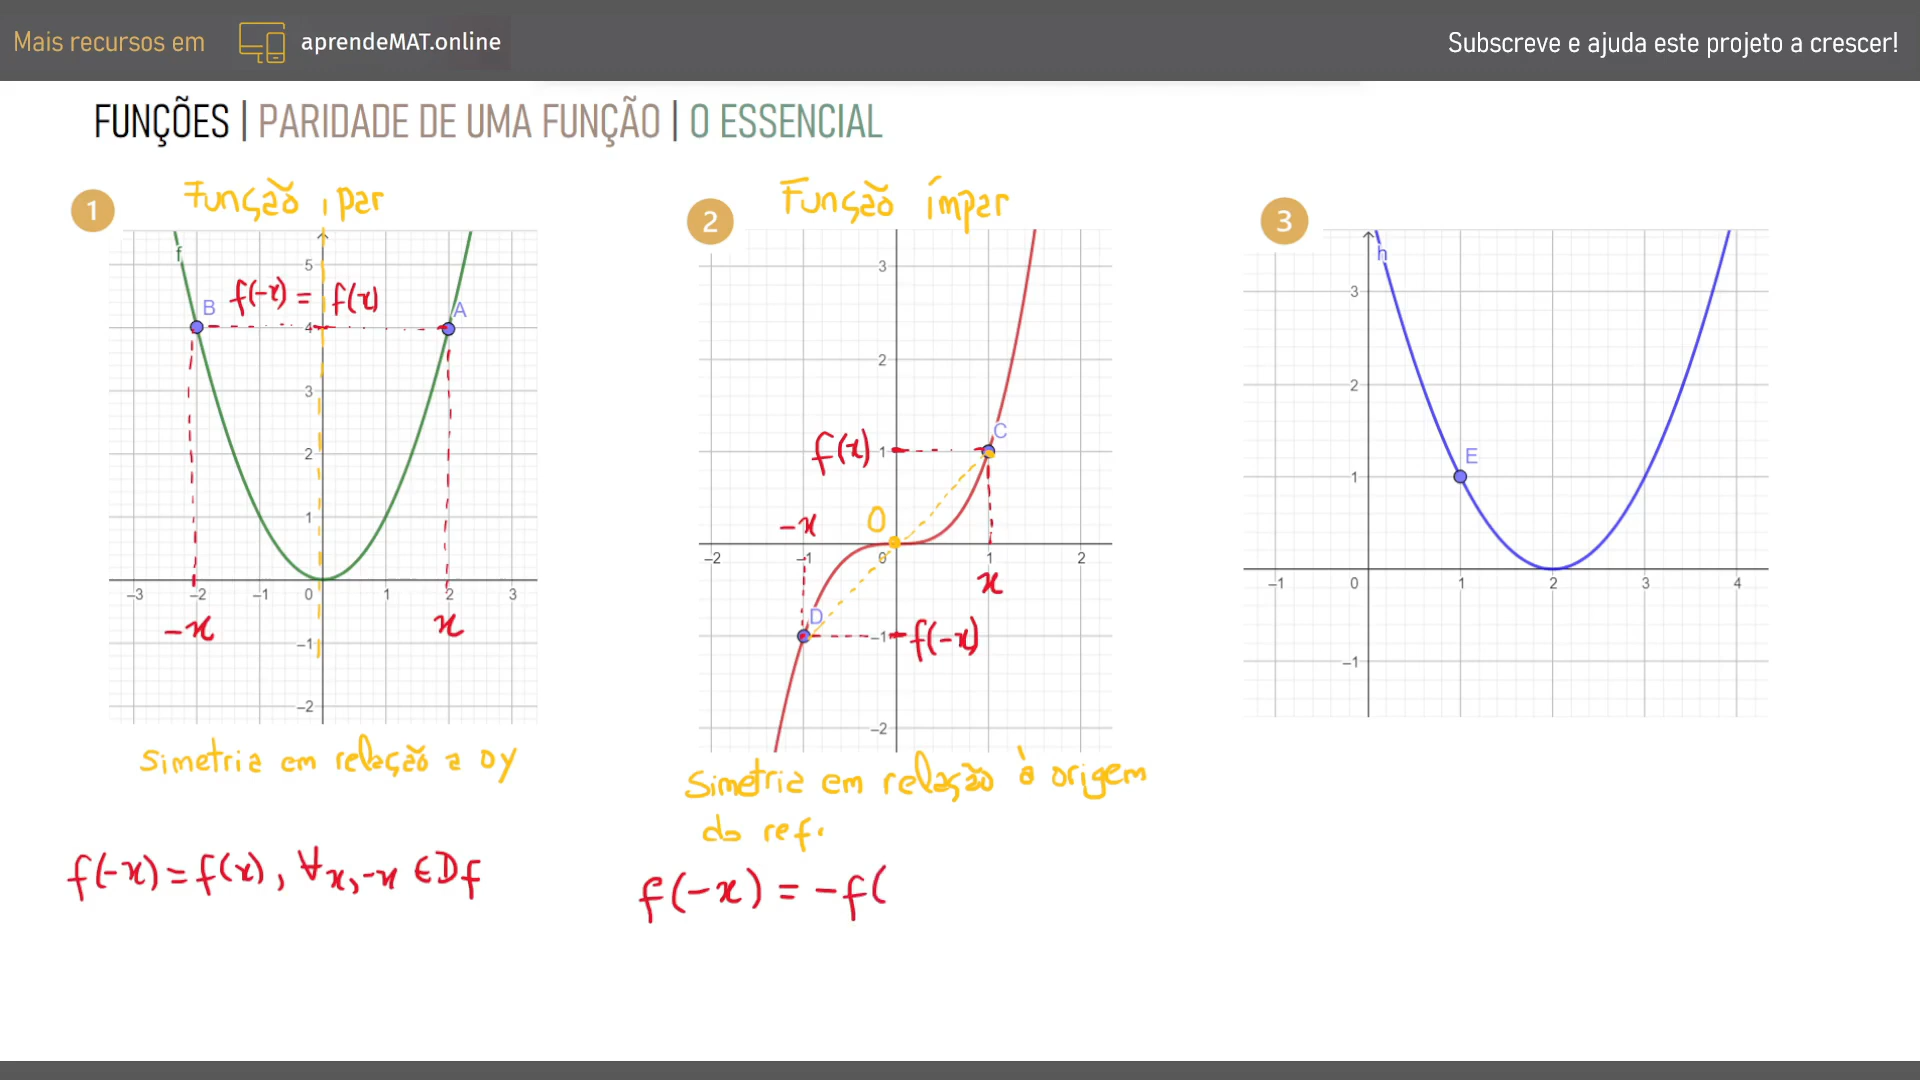 Mais recursos em aprendeMAT.online
Subscreve e ajuda este projeto a crescer!
FUNÇÕES | PARIDADE DE UMA FUNÇÃO | O ESSENCIAL
1
Função par
f
5
f(-x) = f(x)
B
A
4
3
2
1
-3 -2 -1 0 1 2 3
-x
x
-1
-2
Simetria em relação a Oy
f(-x) = f(x), ∀x, -x ∈ Df
2
Função ímpar
3
2
C
f(x)
1
-x
O
-2 -1 0 1 2
x
D
-1
f(-x)
-2
Simetria em relação à origem
do ref.
f(-x) = -f(
3
h
3
2
E
1
-1 0 1 2 3 4
-1